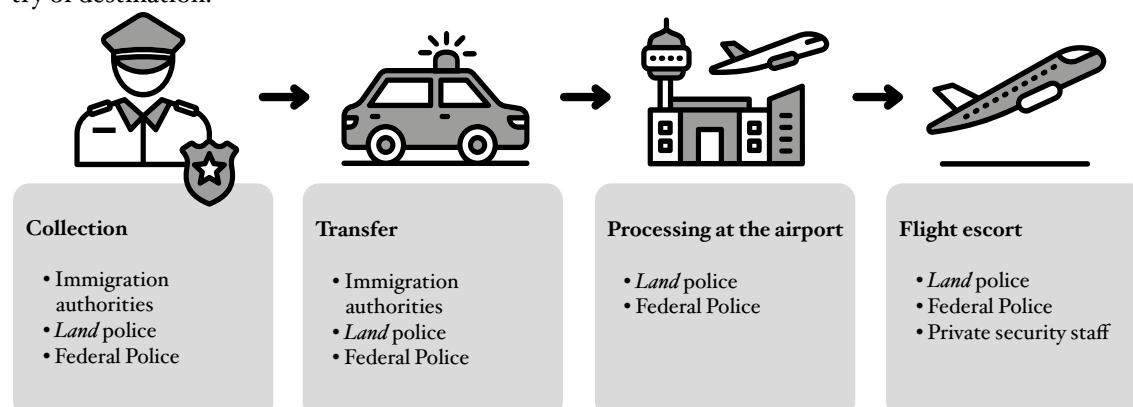 try of destination.
Collection
• Immigration
authorities
• Land police
• Federal Police
Transfer
• Immigration
authorities
• Land police
• Federal Police
Processing at the airport
• Land police
• Federal Police
Flight escort
• Land police
• Federal Police
• Private security staff